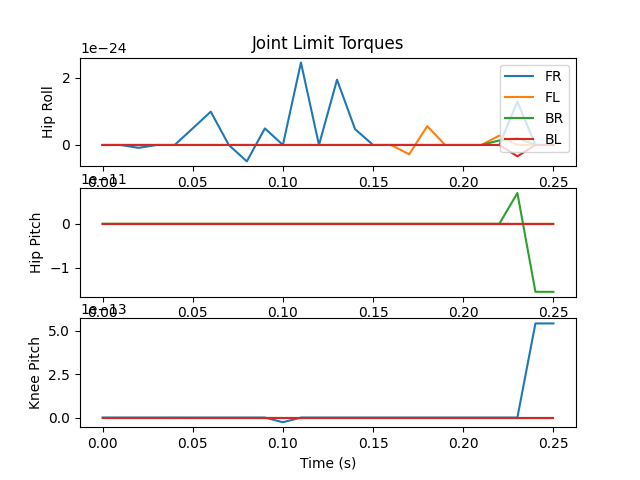 Joint Limit Torques
1e−24
Hip Roll
2
0
FR
FL
BR
BL
0.00 0.05 0.10 0.15 0.20 0.25
1e−11
Hip Pitch
0
−1
0.00 0.05 0.10 0.15 0.20 0.25
1e−13
Knee Pitch
5.0
2.5
0.0
0.00 0.05 0.10 0.15 0.20 0.25
Time (s)